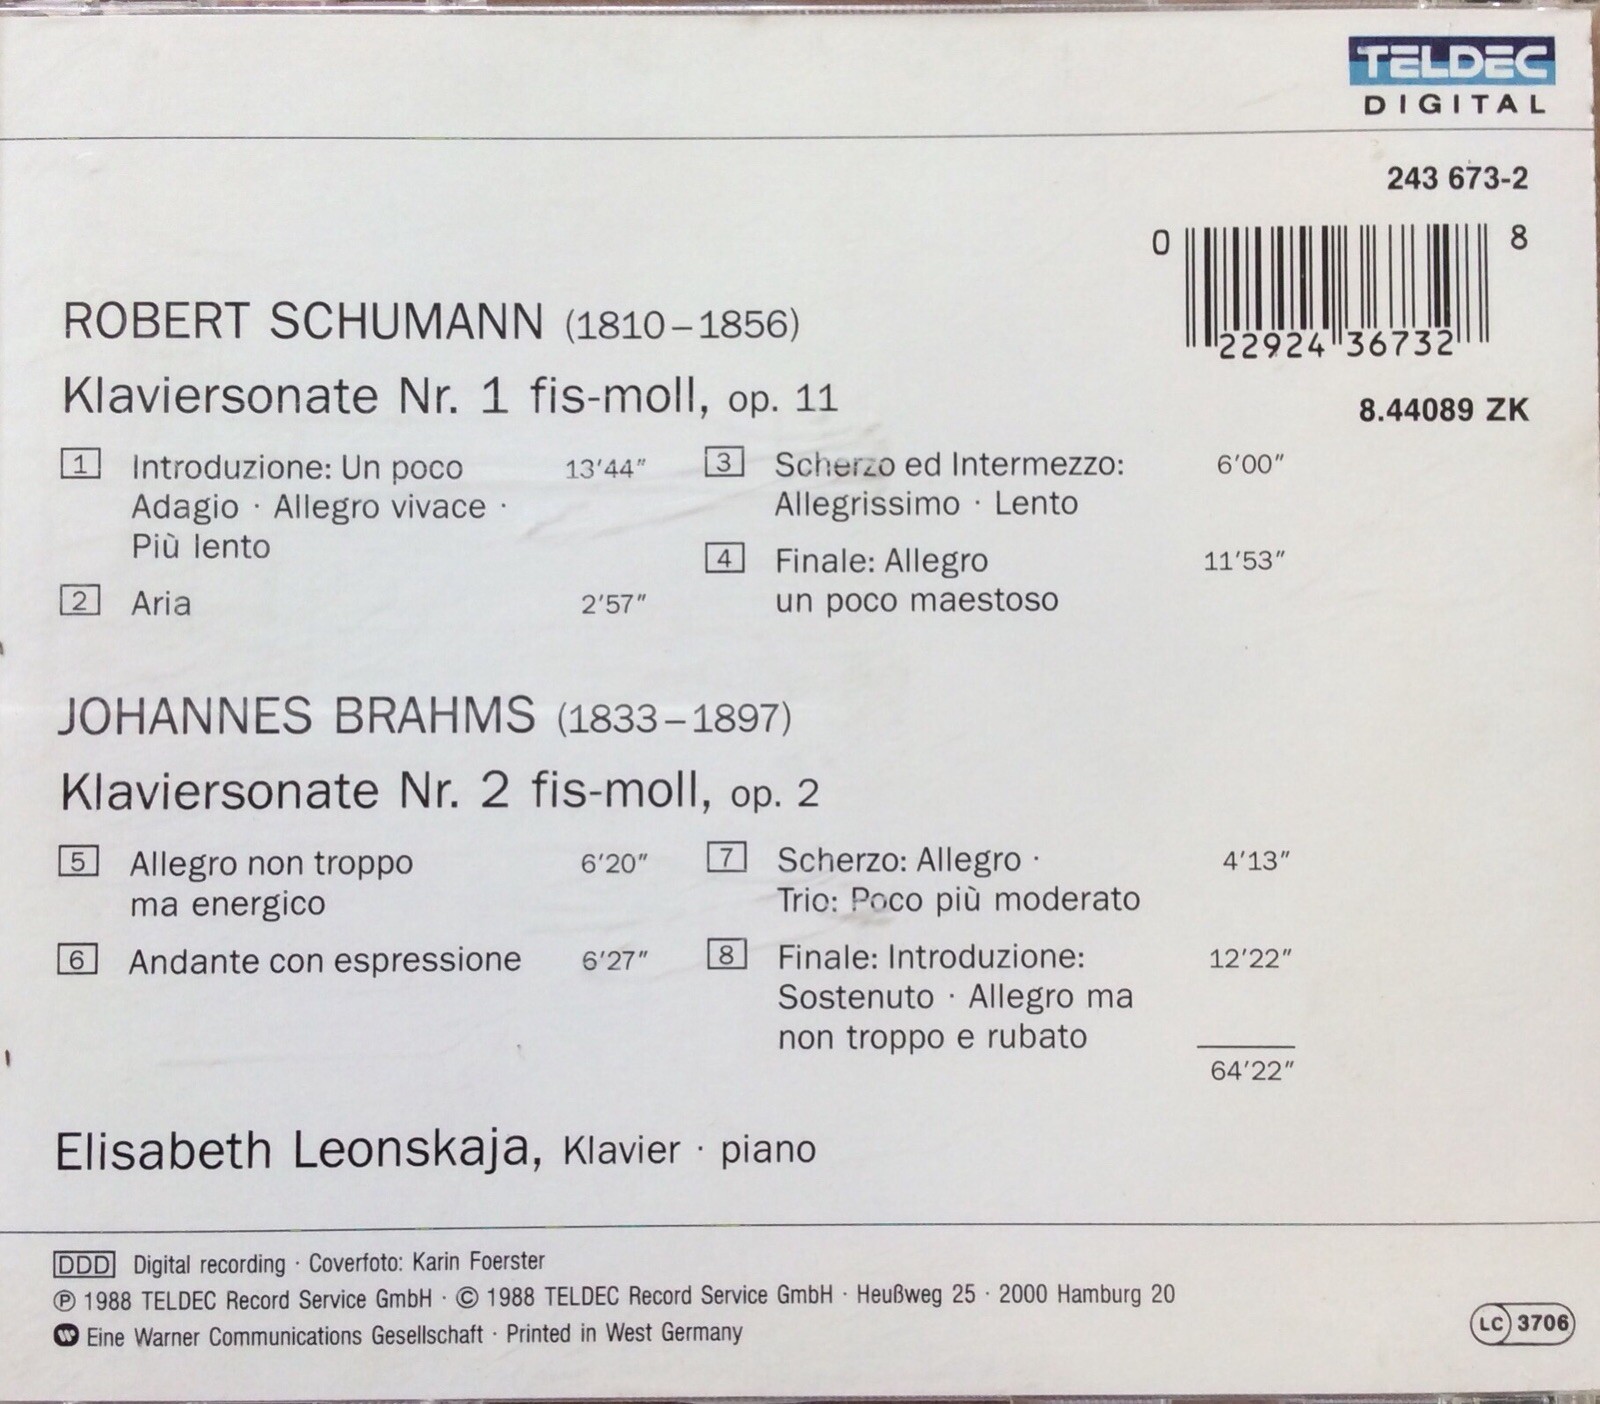 TELDEC
DIGITAL
243 673-2
0 22924 36732 8
8.44089 ZK
ROBERT SCHUMANN (1810–1856)
Klaviersonate Nr. 1 fis-moll, op. 11
1 Introduzione: Un poco 13′44″
Adagio · Allegro vivace ·
Più lento
2 Aria 2′57″
3 Scherzo ed Intermezzo: 6′00″
Allegrissimo · Lento
4 Finale: Allegro 11′53″
un poco maestoso
JOHANNES BRAHMS (1833–1897)
Klaviersonate Nr. 2 fis-moll, op. 2
5 Allegro non troppo 6′20″
ma energico
6 Andante con espressione 6′27″
7 Scherzo: Allegro · 4′13″
Trio: Poco più moderato
8 Finale: Introduzione: 12′22″
Sostenuto · Allegro ma
non troppo e rubato
64′22″
Elisabeth Leonskaja, Klavier · piano
DDD Digital recording · Coverfoto: Karin Foerster
℗ 1988 TELDEC Record Service GmbH · © 1988 TELDEC Record Service GmbH · Heußweg 25 · 2000 Hamburg 20
Eine Warner Communications Gesellschaft · Printed in West Germany
LC 3706